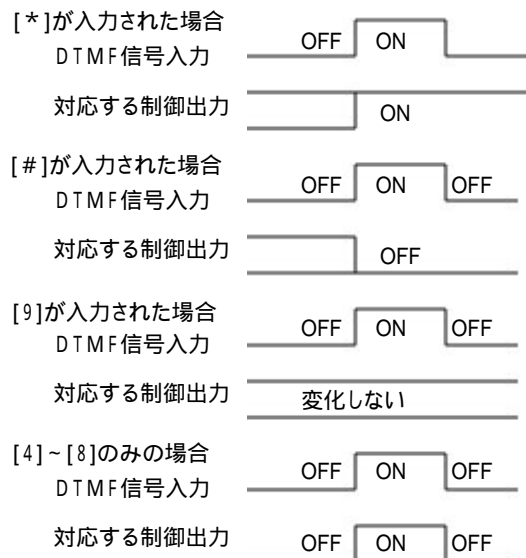 [*]が入力された場合
OFF ON
DTMF信号入力
対応する制御出力
ON
[#]が入力された場合
OFF ON OFF
DTMF信号入力
対応する制御出力
OFF
[9]が入力された場合
OFF ON OFF
DTMF信号入力
対応する制御出力
変化しない
[4]~[8]のみの場合
OFF ON OFF
DTMF信号入力
対応する制御出力
OFF ON OFF